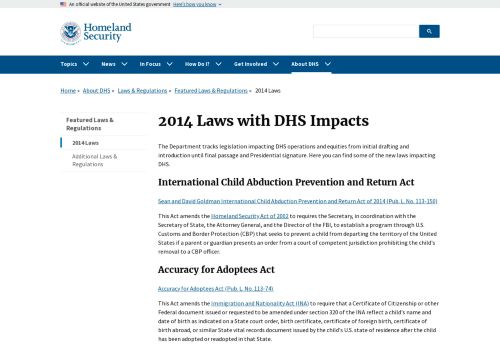 An official website of the United States government Here's how you know
Homeland
Security
Topics News In Focus How Do I? Get Involved About DHS
Home » About DHS » Laws & Regulations » Featured Laws & Regulations » 2014 Laws
Featured Laws &
Regulations
2014 Laws
Additional Laws &
Regulations
2014 Laws with DHS Impacts
The Department tracks legislation impacting DHS operations and equities from initial drafting and
introduction until final passage and Presidential signature. Here you can find some of the new laws impacting
DHS.
International Child Abduction Prevention and Return Act
Sean and David Goldman International Child Abduction Prevention and Return Act of 2014 (Pub. L. No. 113-150)
This Act amends the Homeland Security Act of 2002 to requires the Secretary, in coordination with the
Secretary of State, the Attorney General, and the Director of the FBI, to establish a program through U.S.
Customs and Border Protection (CBP) that seeks to prevent a child from departing the territory of the United
States if a parent or guardian presents an order from a court of competent jurisdiction prohibiting the child's
removal to a CBP officer.
Accuracy for Adoptees Act
Accuracy for Adoptees Act (Pub. L. No. 113-74)
This Act amends the Immigration and Nationality Act (INA) to require that a Certificate of Citizenship or other
Federal document issued or requested to be amended under section 320 of the INA reflect a child's name and
date of birth as indicated on a State court order, birth certificate, certificate of foreign birth, certificate of
birth abroad, or similar State vital records document issued by the child's U.S. state of residence after the child
has been adopted or readopted in that State.